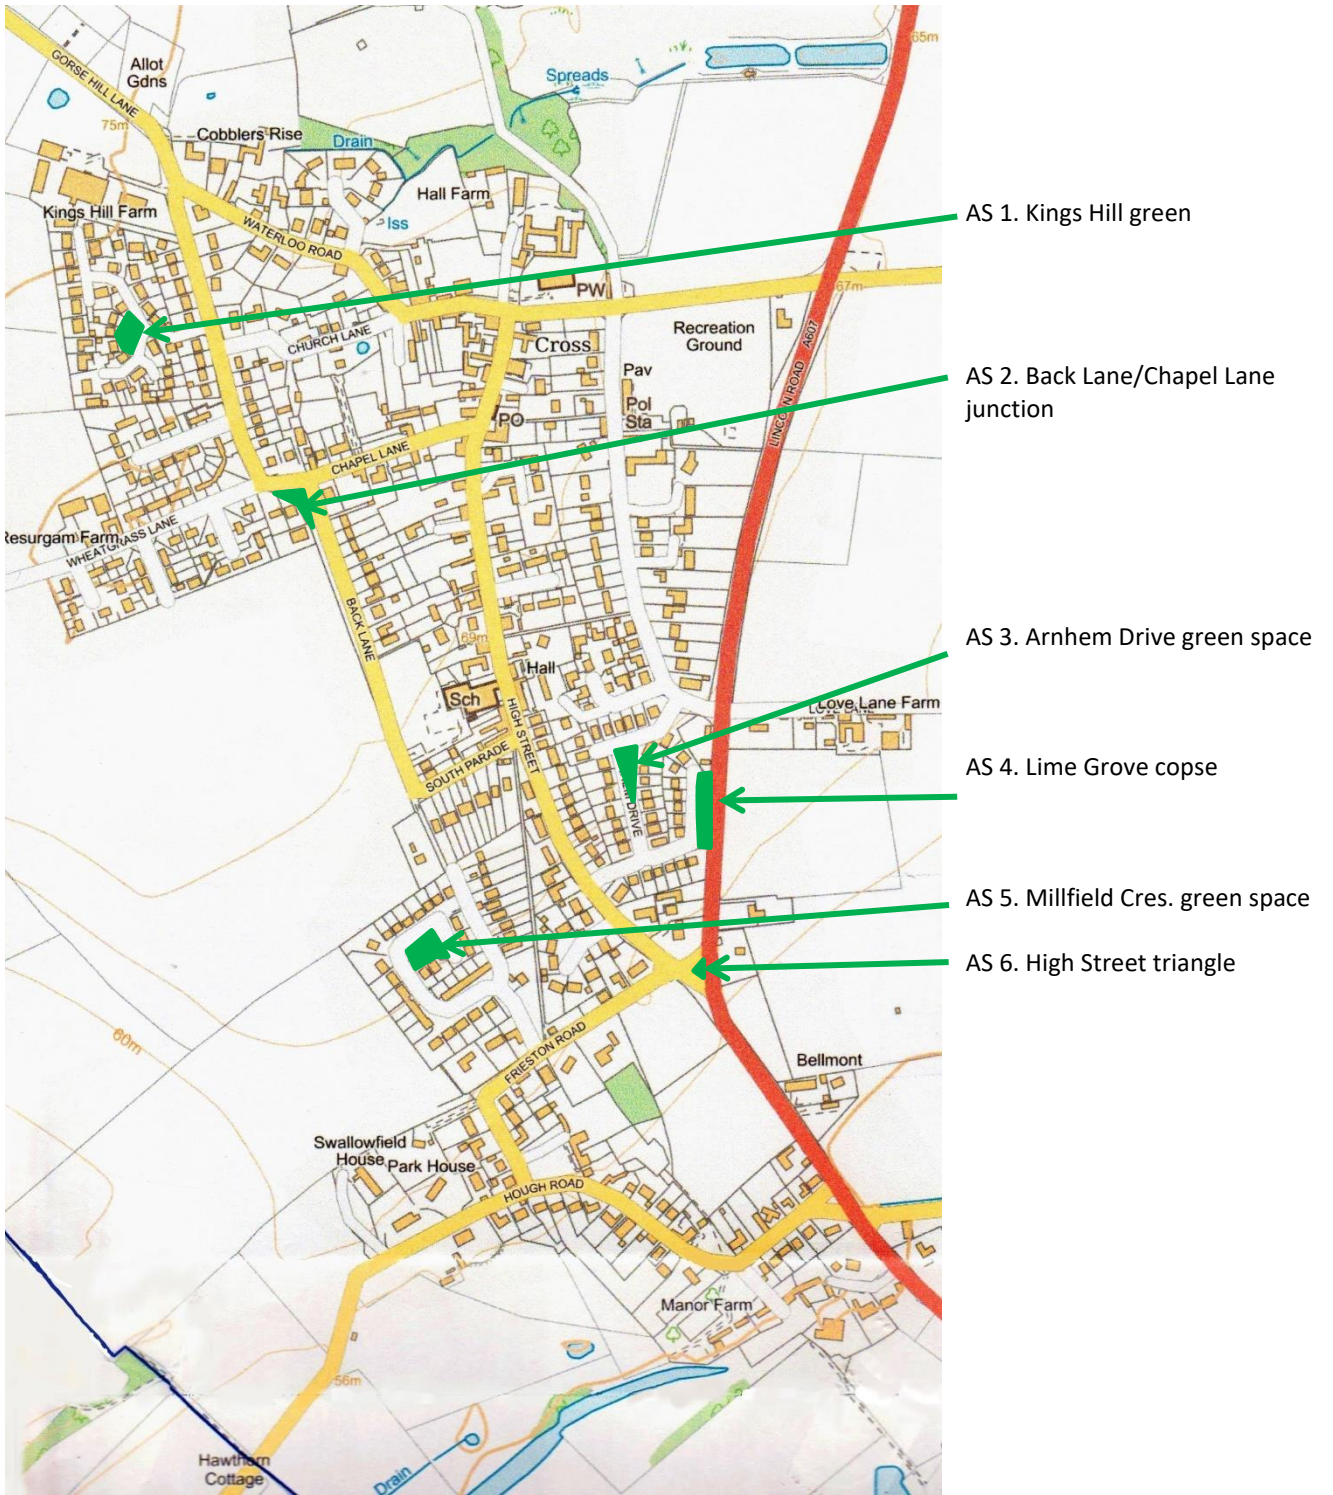 65m
Allot
Gdns
GORSE HILL LANE
Spreads
75m
Cobblers Rise
Drain
Hall Farm
Kings Hill Farm
Iss
WATERLOO ROAD
AS 1. Kings Hill green
67m
PW
CHURCH LANE
Cross
Recreation
Ground
LINCOLN ROAD A607
Pav
Pol
Sta
AS 2. Back Lane/Chapel Lane
junction
PO
CHAPEL LANE
Resurgam Farm
WHEATGRASS LANE
BACK LANE
69m
Hall
AS 3. Arnhem Drive green space
Sch
HIGH STREET
LOVE LANE
Love Lane Farm
SOUTH PARADE
AS 4. Lime Grove copse
DRIVE
AS 5. Millfield Cres. green space
AS 6. High Street triangle
60m
FRIESTON ROAD
Bellmont
Swallowfield
House
Park House
HOUGH ROAD
Manor Farm
56m
Hawthorn
Cottage
Drain